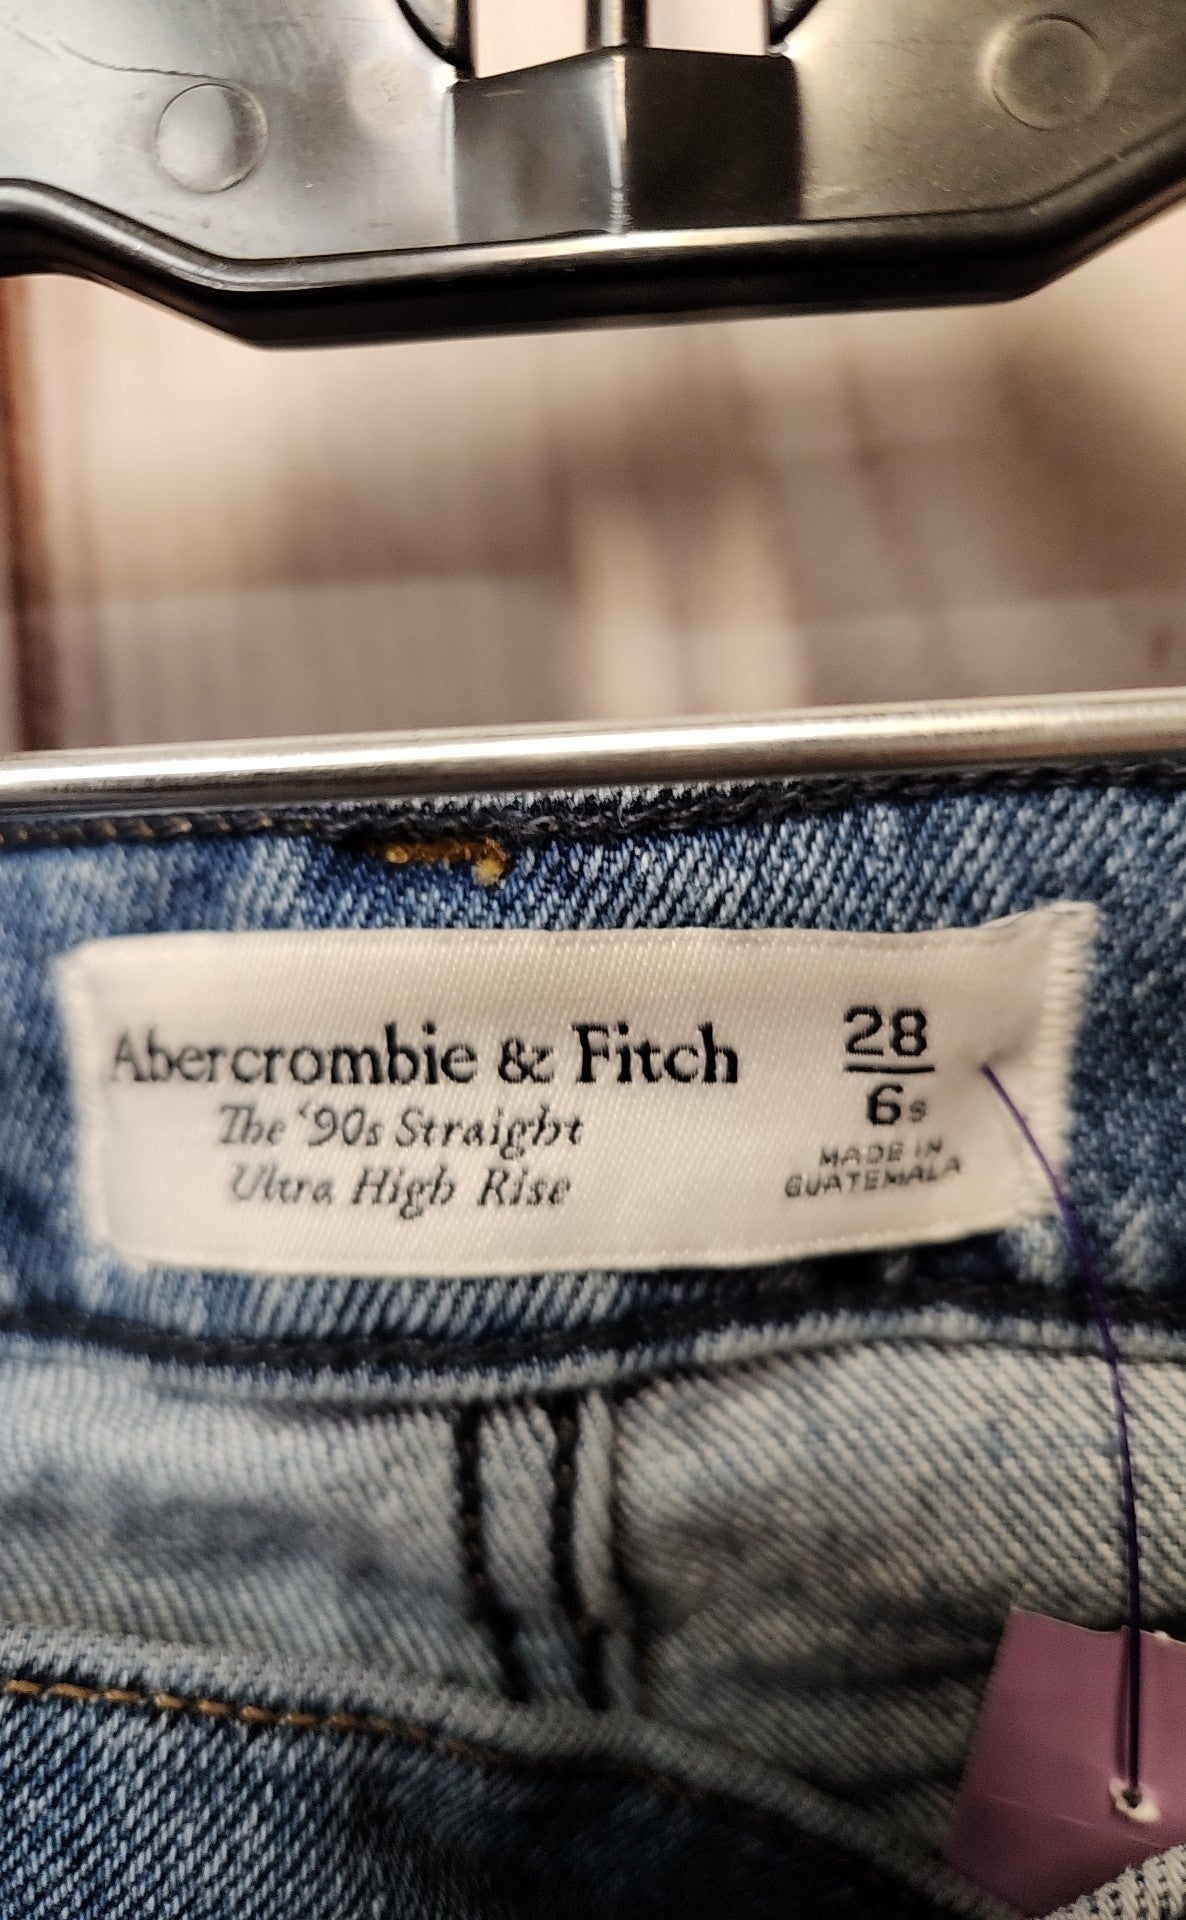 Abercrombie & Fitch
The ‘90s Straight
Ultra High Rise
28
6s
MADE IN
GUATEMALA